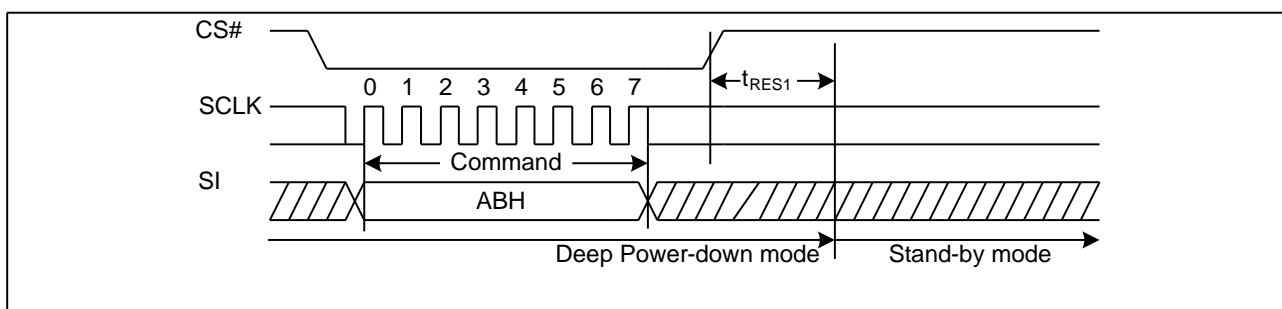 CS#
tRES1
0 1 2 3 4 5 6 7
SCLK
Command
SI
ABH
Deep Power-down mode Stand-by mode